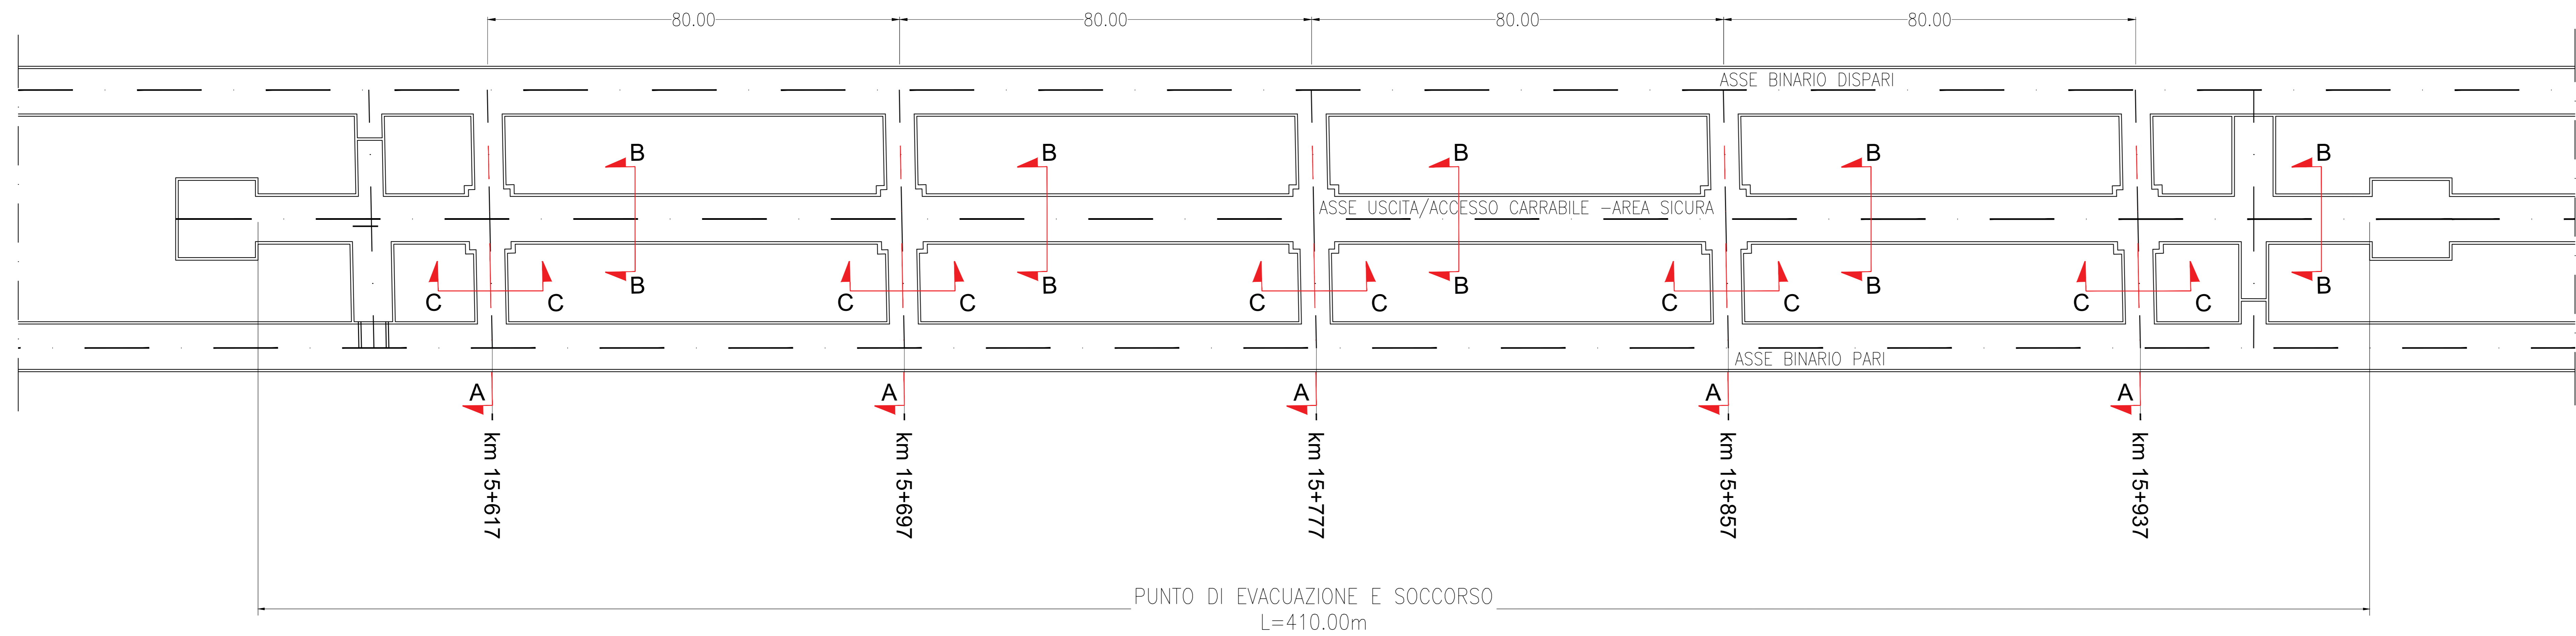 80.00 80.00 80.00 80.00
ASSE BINARIO DISPARI
B B B B B
ASSE USCITA/ACCESSO CARRABILE -AREA SICURA
B B B B B
C C C C C C C C C C
ASSE BINARIO PARI
A A A A A
km 15+617
km 15+697
km 15+777
km 15+857
km 15+937
PUNTO DI EVACUAZIONE E SOCCORSO
L=410.00m